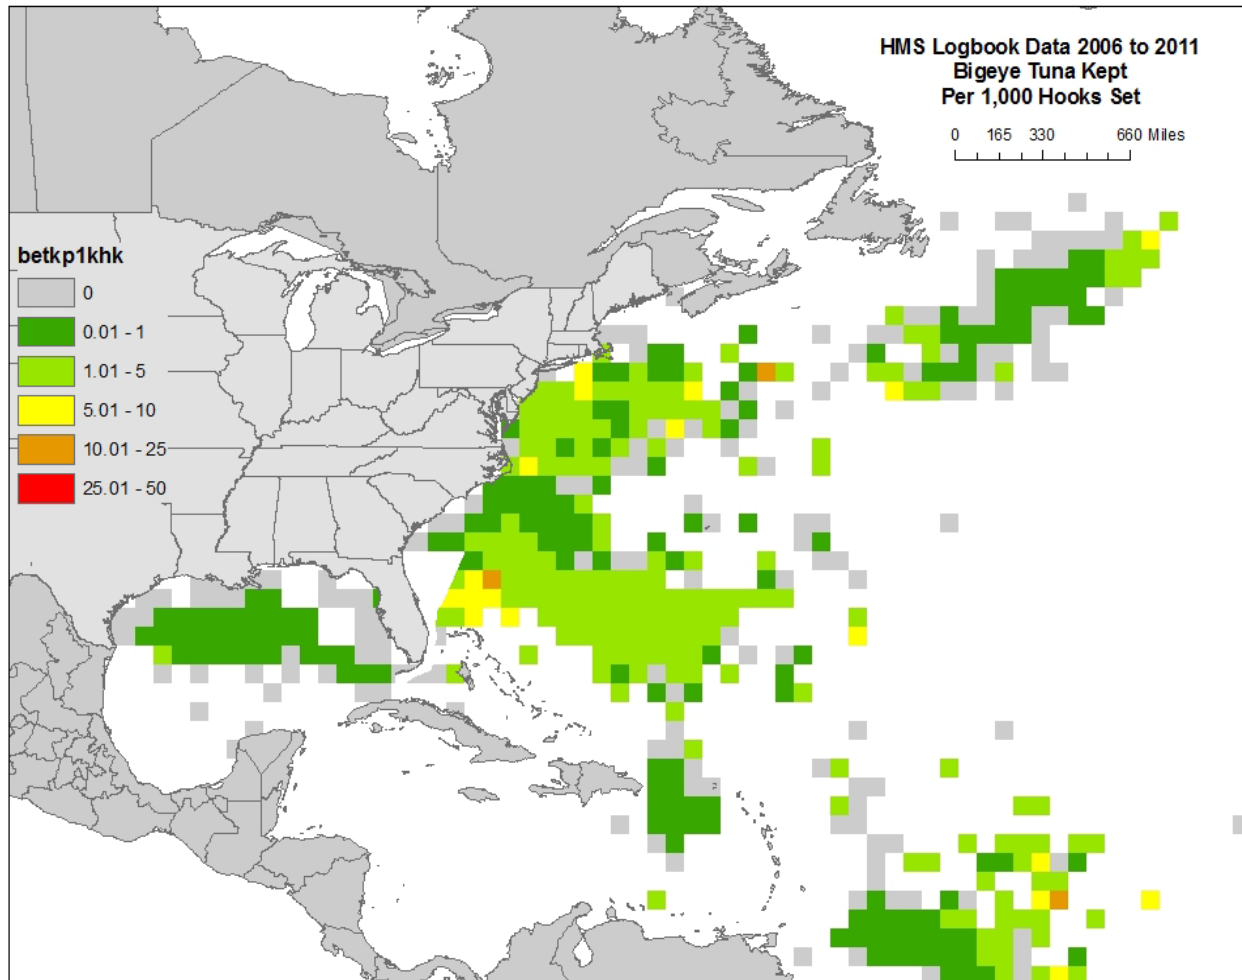 HMS Logbook Data 2006 to 2011
Bigeye Tuna Kept
Per 1,000 Hooks Set
0 165 330 660 Miles
betkp1khk
0
0.01 - 1
1.01 - 5
5.01 - 10
10.01 - 25
25.01 - 50